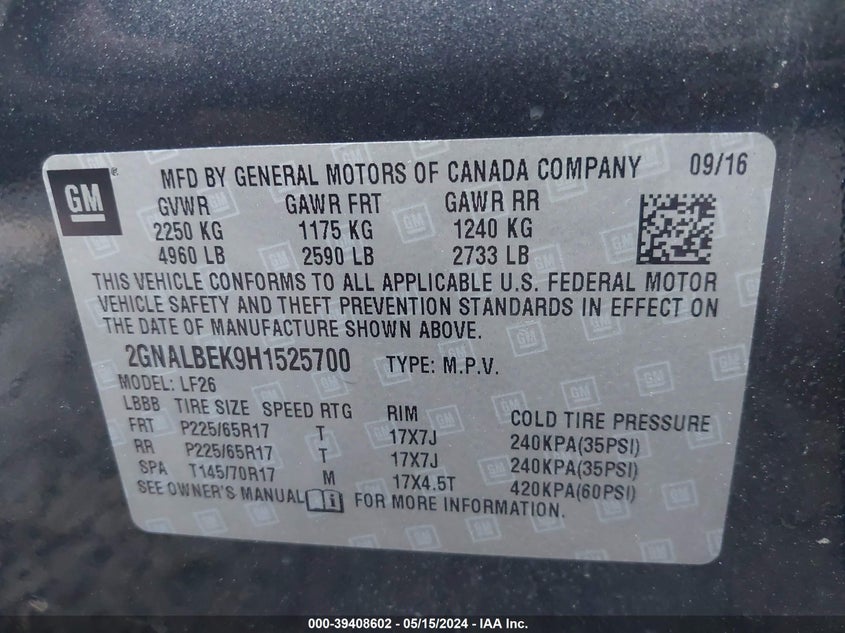 GM
MFD BY GENERAL MOTORS OF CANADA COMPANY 09/16
GVWR GAWR FRT GAWR RR
2250 KG 1175 KG 1240 KG
4960 LB 2590 LB 2733 LB
THIS VEHICLE CONFORMS TO ALL APPLICABLE U.S. FEDERAL MOTOR
VEHICLE SAFETY AND THEFT PREVENTION STANDARDS IN EFFECT ON
THE DATE OF MANUFACTURE SHOWN ABOVE.
2GNALBEK9H1525700 TYPE: M.P.V.
MODEL: LF26
LBBB TIRE SIZE SPEED RTG RIM COLD TIRE PRESSURE
FRT P225/65R17 T 17X7J 240KPA(35PSI)
RR P225/65R17 T 17X7J 240KPA(35PSI)
SPA T145/70R17 M 17X4.5T 420KPA(60PSI)
SEE OWNER'S MANUAL FOR MORE INFORMATION.
000-39408602 - 05/15/2024 - IAA Inc.